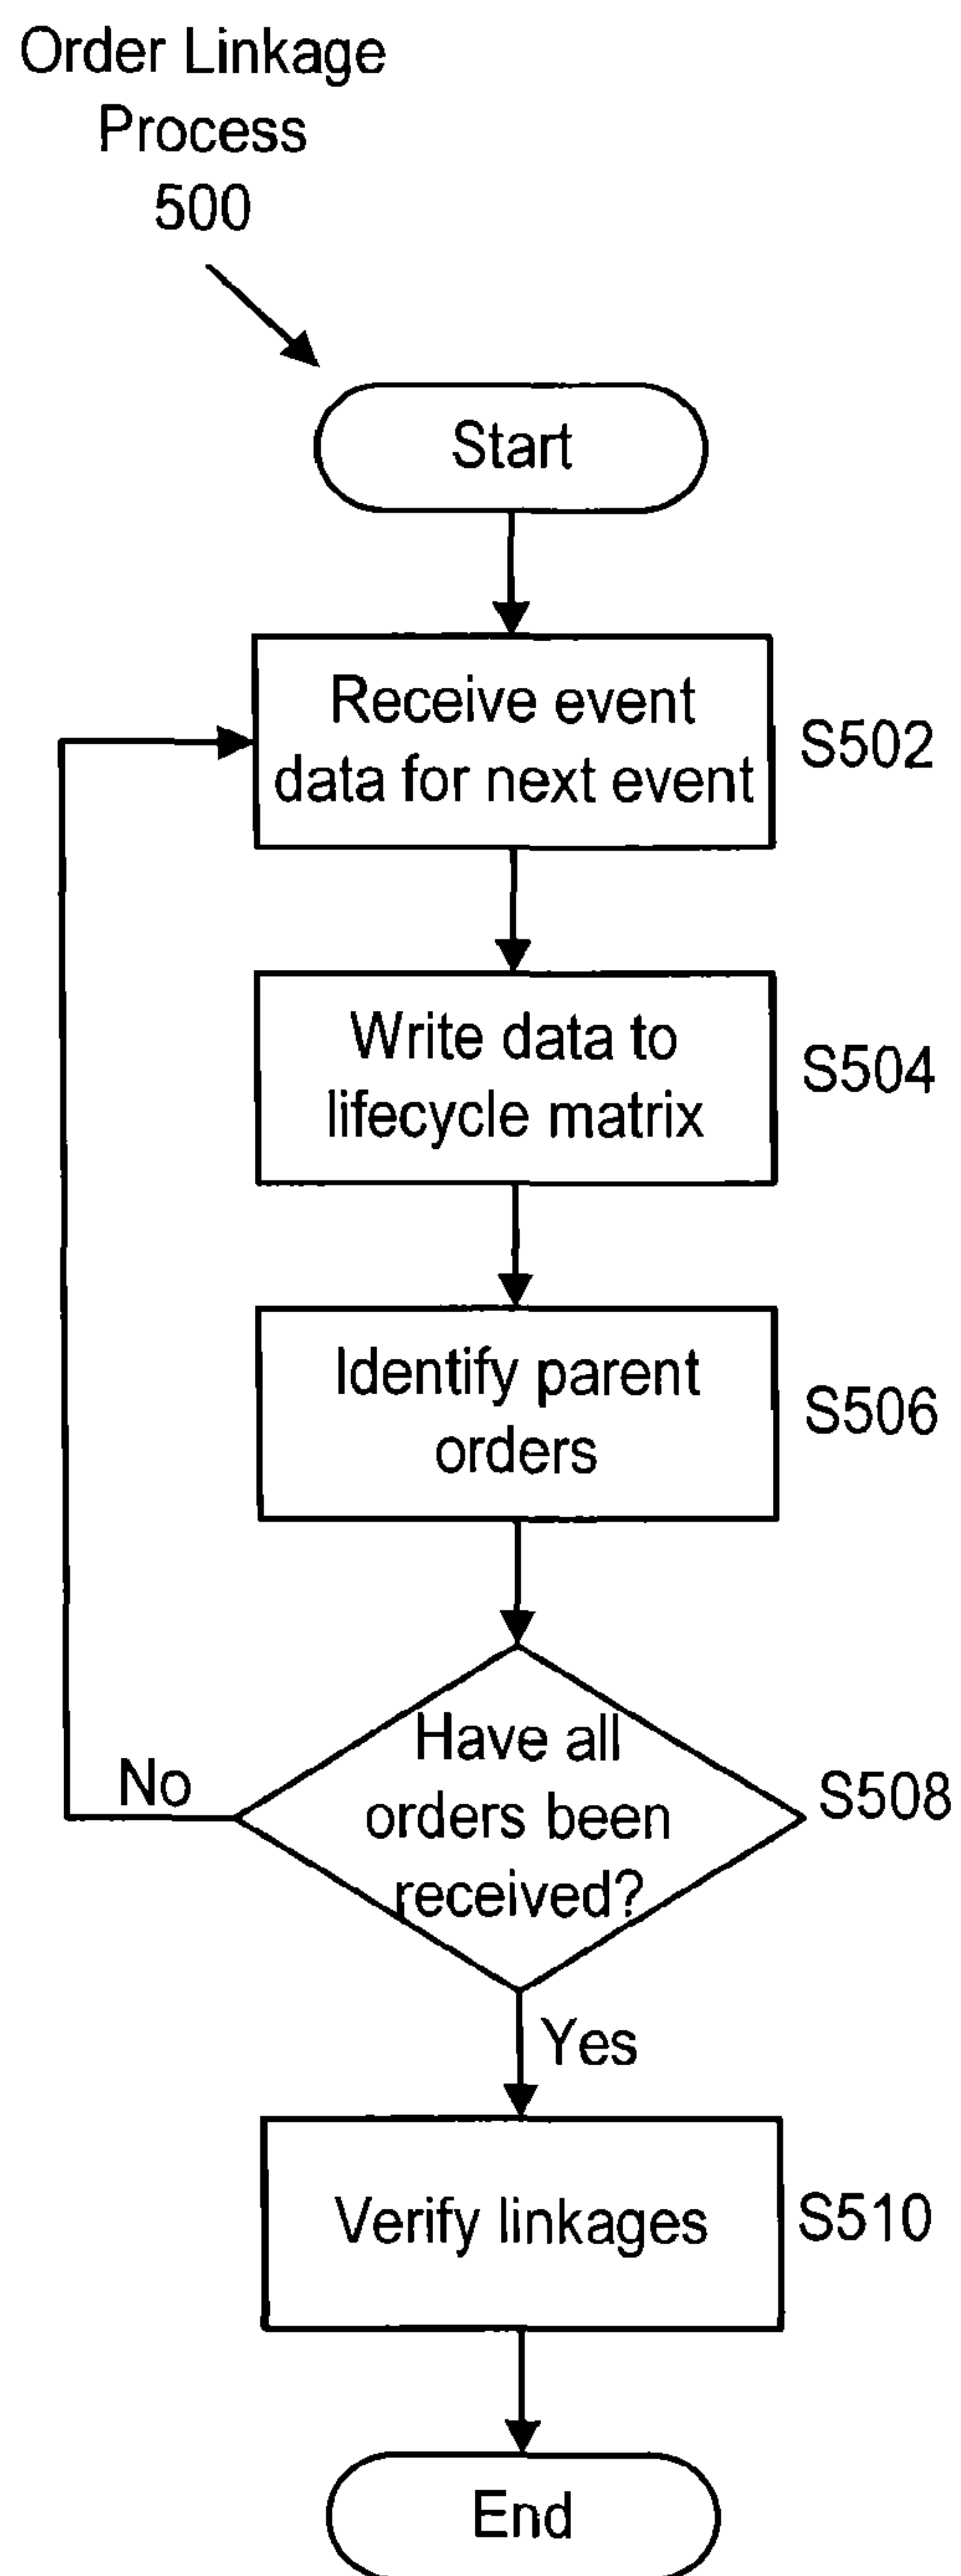 Order Linkage
Process
500
Start
Receive event
data for next event
S502
Write data to
lifecycle matrix
S504
Identify parent
orders
S506
Have all
orders been
received?
S508
No
Yes
Verify linkages
S510
End